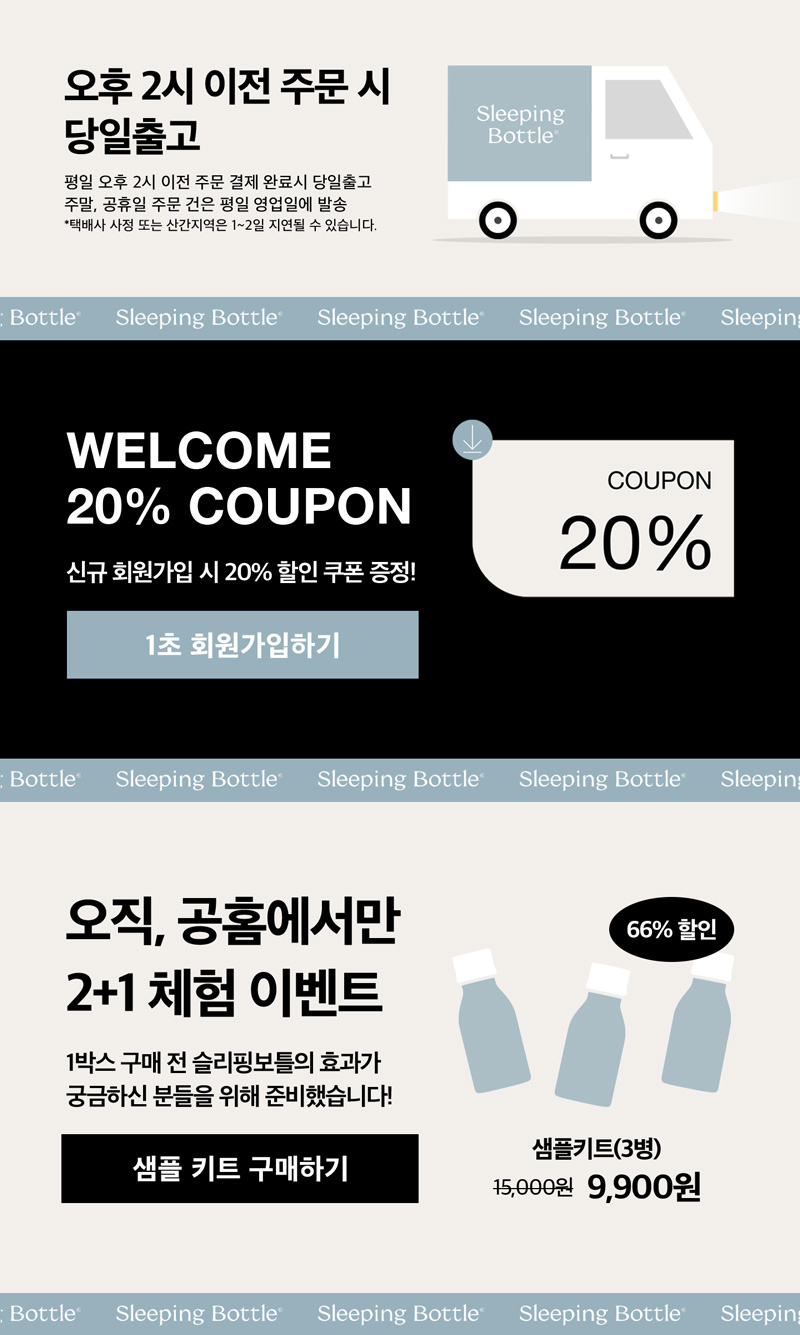 오후 2시 이전 주문 시
당일출고
평일 오후 2시 이전 주문 결제 완료시 당일출고
주말, 공휴일 주문 건은 평일 영업일에 발송
*택배사 사정 또는 산간지역은 1~2일 지연될 수 있습니다.
Sleeping
Bottle®
Bottle® Sleeping Bottle® Sleeping Bottle® Sleeping Bottle® Sleeping
WELCOME
20% COUPON
신규 회원가입 시 20% 할인 쿠폰 증정!
1초 회원가입하기
COUPON
20%
Bottle® Sleeping Bottle® Sleeping Bottle® Sleeping Bottle® Sleeping
오직, 공홈에서만
2+1 체험 이벤트
1박스 구매 전 슬리핑보틀의 효과가
궁금하신 분들을 위해 준비했습니다!
샘플 키트 구매하기
66% 할인
샘플키트(3병)
15,000원 9,900원
Bottle® Sleeping Bottle® Sleeping Bottle® Sleeping Bottle® Sleeping